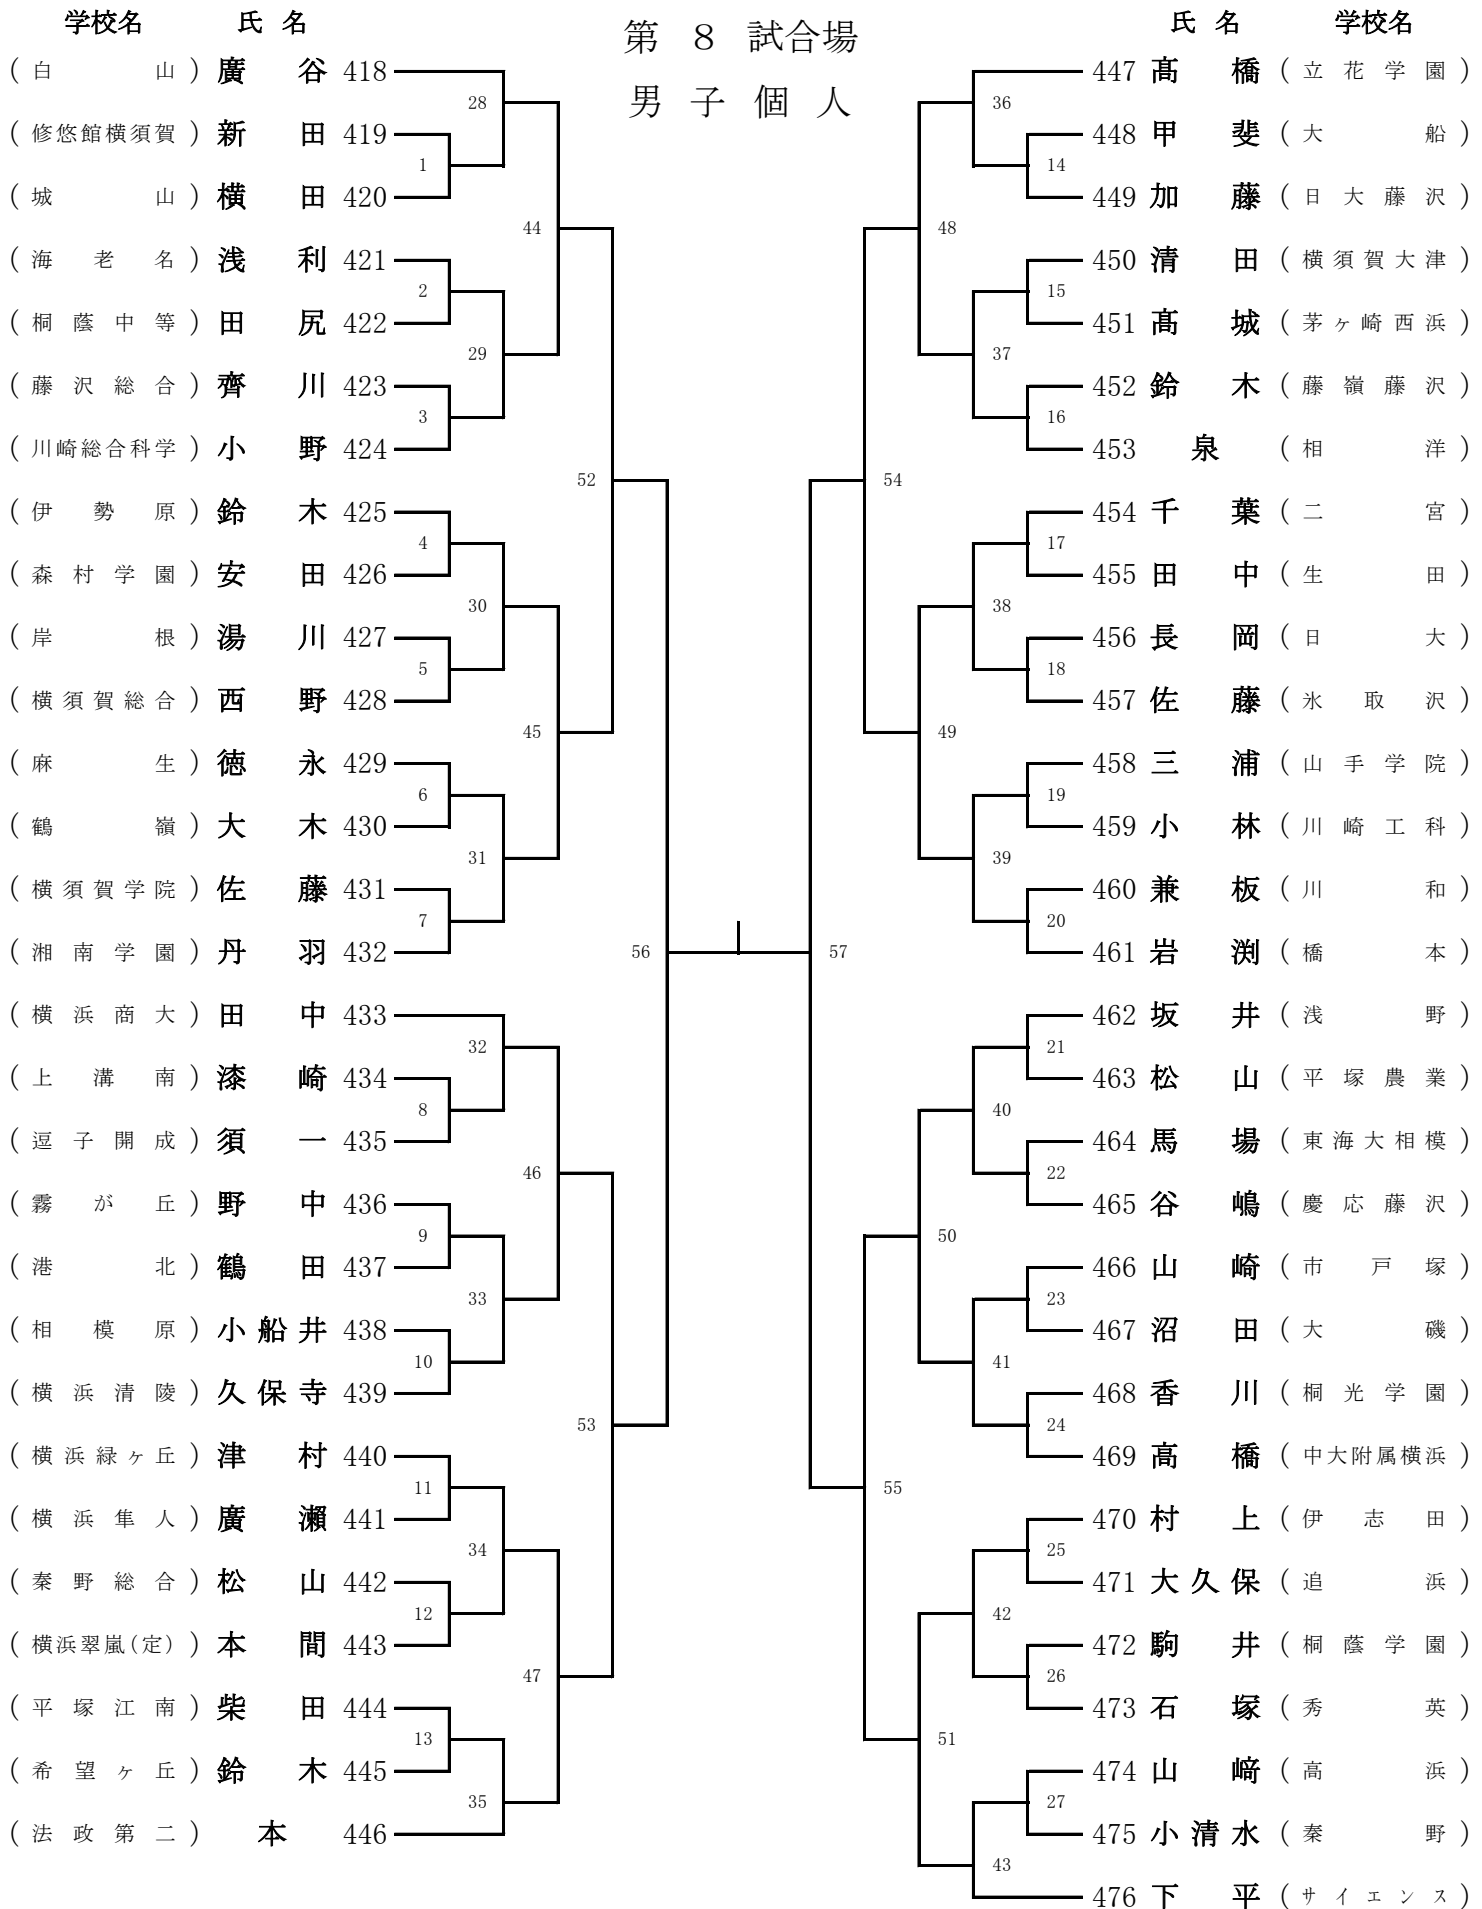 第 8 試合場
男子個人
学校名 氏名
(白山) 廣谷 418
(修悠館横須賀) 新田 419
(城山) 横田 420
(海老名) 浅利 421
(桐蔭中等) 田尻 422
(藤沢総合) 齊川 423
(川崎総合科学) 小野 424
(伊勢原) 鈴木 425
(森村学園) 安田 426
(岸根) 湯川 427
(横須賀総合) 西野 428
(麻生) 徳永 429
(鶴嶺) 大木 430
(横須賀学院) 佐藤 431
(湘南学園) 丹羽 432
(横浜商大) 田中 433
(上溝南) 漆崎 434
(逗子開成) 須一 435
(霧が丘) 野中 436
(港北) 鶴田 437
(相模原) 小船井 438
(横浜清陵) 久保寺 439
(横浜緑ヶ丘) 津村 440
(横浜隼人) 廣瀬 441
(秦野総合) 松山 442
(横浜翠嵐(定)) 本間 443
(平塚江南) 柴田 444
(希望ヶ丘) 鈴木 445
(法政第二) 本 446
28
1
44
2
29
3
52
4
30
5
45
6
31
7
56
32
8
46
9
33
10
53
11
34
12
47
13
35
氏名 学校名
447 髙橋 (立花学園)
448 甲斐 (大船)
449 加藤 (日大藤沢)
450 清田 (横須賀大津)
451 髙城 (茅ヶ崎西浜)
452 鈴木 (藤嶺藤沢)
453 泉 (相洋)
454 千葉 (二宮)
455 田中 (生田)
456 長岡 (日大)
457 佐藤 (氷取沢)
458 三浦 (山手学院)
459 小林 (川崎工科)
460 兼板 (川和)
461 岩渕 (橋本)
462 坂井 (浅野)
463 松山 (平塚農業)
464 馬場 (東海大相模)
465 谷嶋 (慶応藤沢)
466 山崎 (市戸塚)
467 沼田 (大磯)
468 香川 (桐光学園)
469 高橋 (中大附属横浜)
470 村上 (伊志田)
471 大久保 (追浜)
472 駒井 (桐蔭学園)
473 石塚 (秀英)
474 山﨑 (高浜)
475 小清水 (秦野)
476 下平 (サイエンス)
36
14
48
15
37
16
54
17
38
18
49
19
39
20
57
21
40
22
50
23
41
24
55
25
42
26
51
27
43